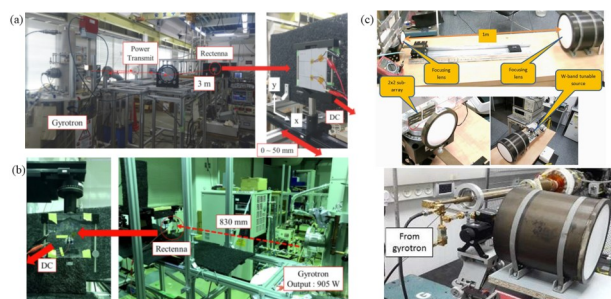 (a)
Power
Transmit
Rectenna
3 m
Gyrotron
y
x
DC
0 ~ 50 mm
(b)
DC
Rectenna
830 mm
Gyrotron
Output : 905 W
(c)
1m
Focusing
lens
Focusing
lens
2x2 sub
array
W-band tunable
source
From
gyrotron